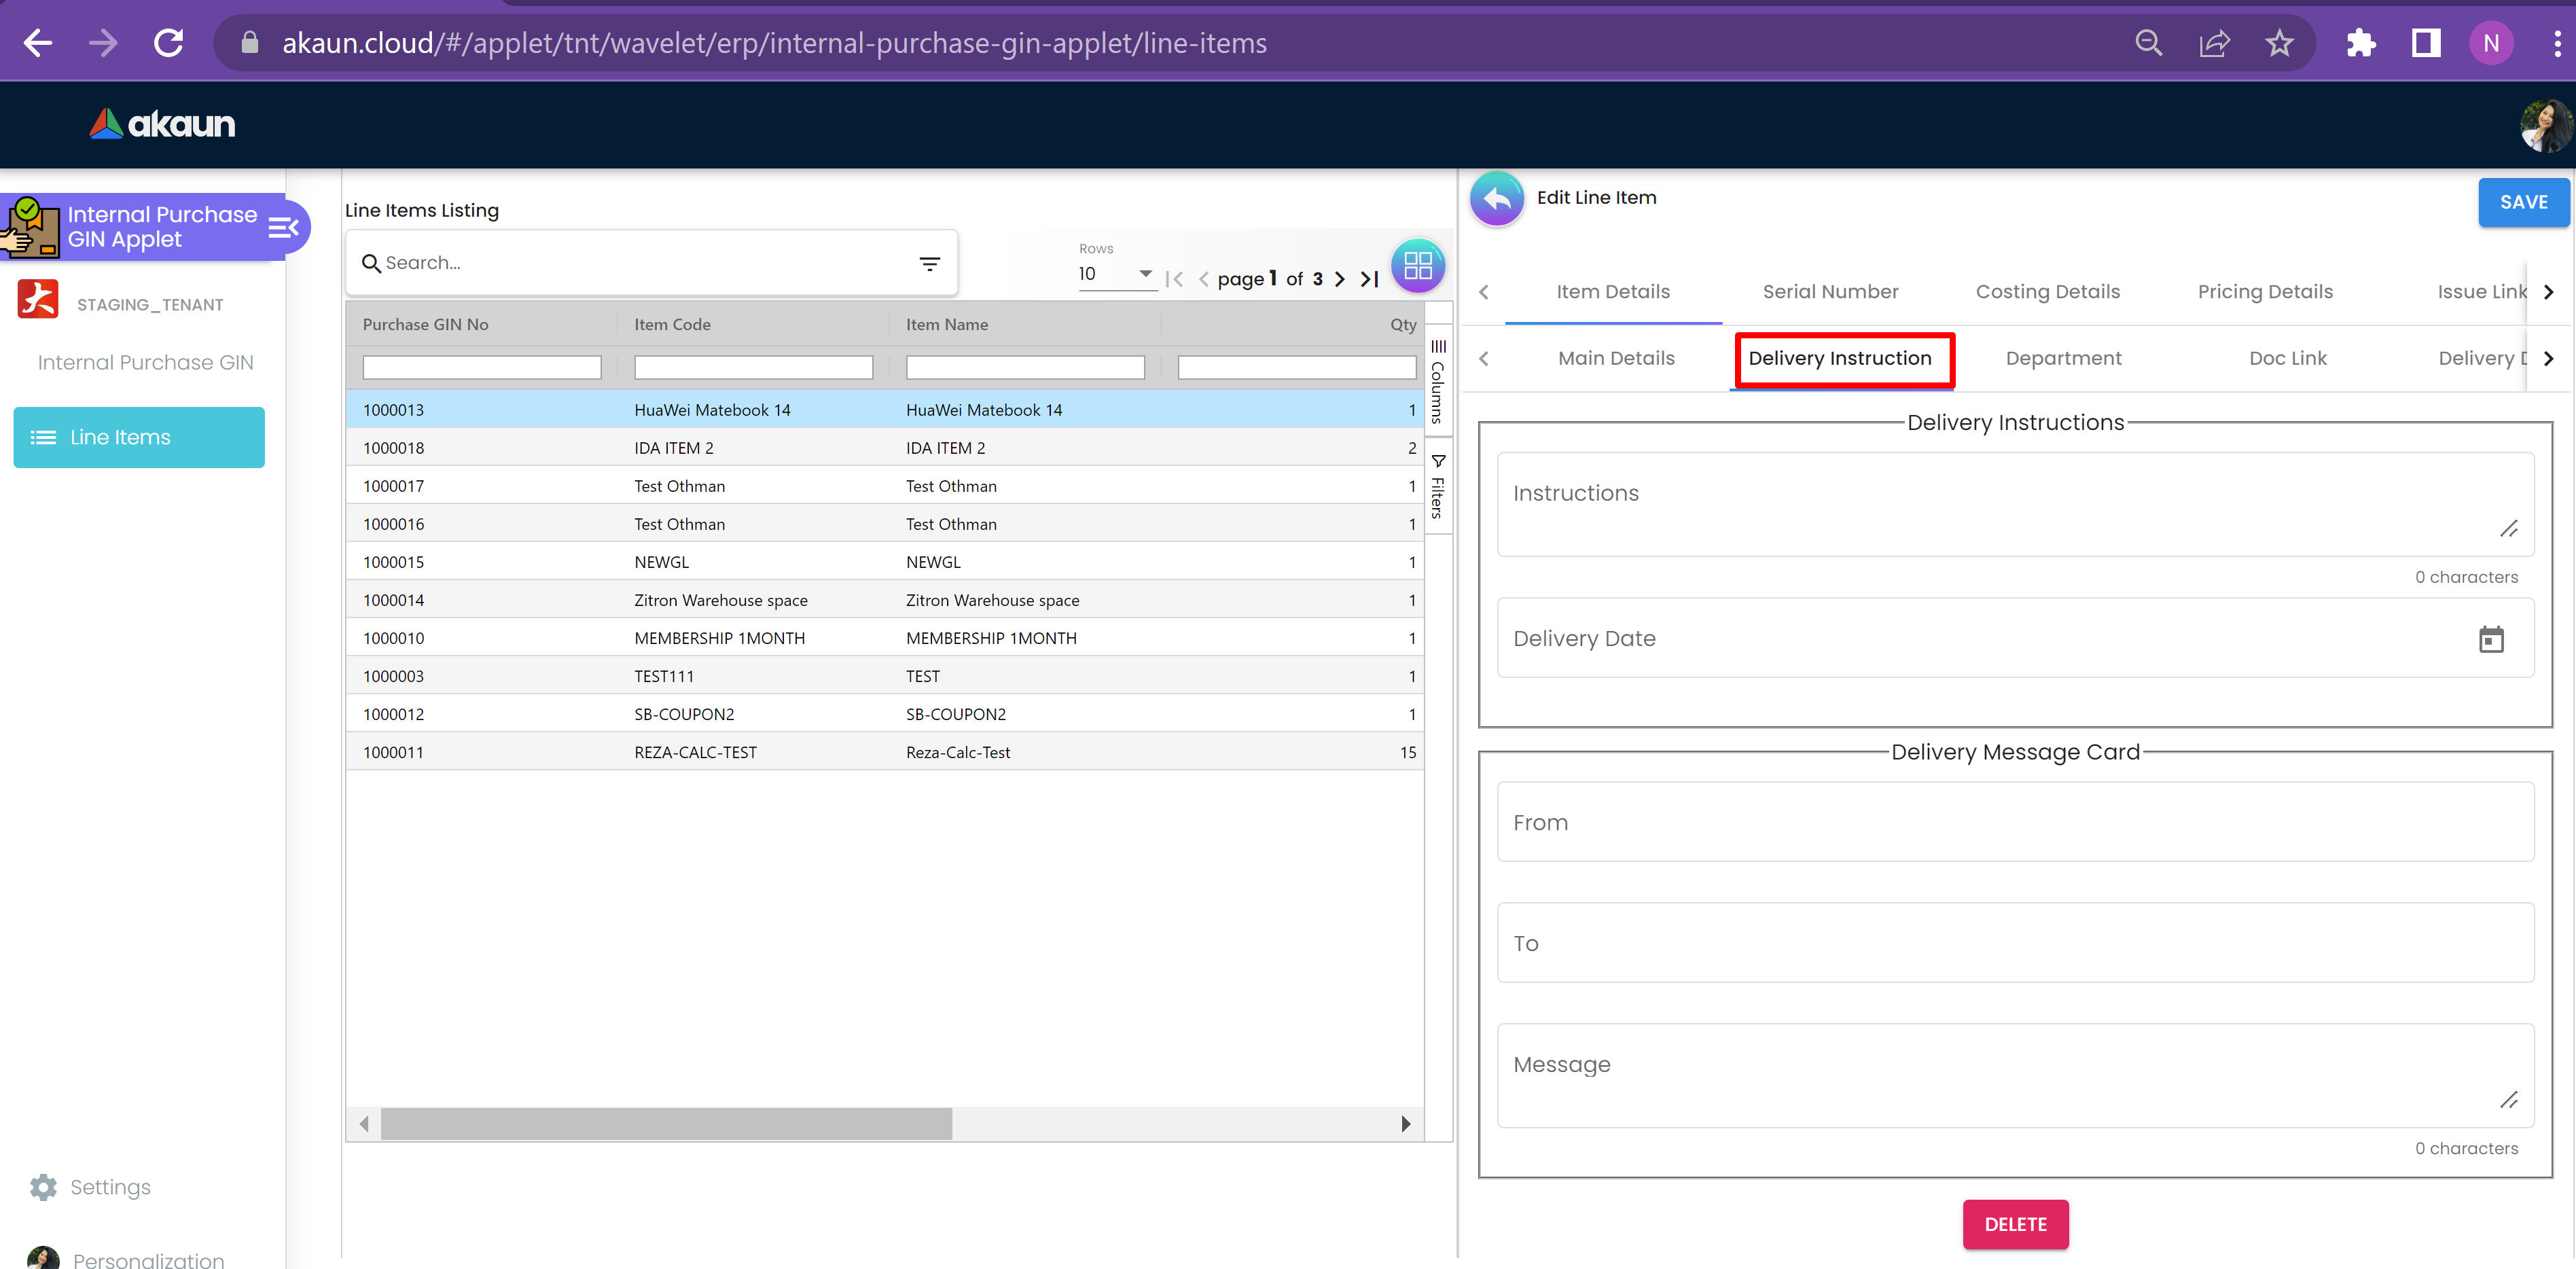 akaun.cloud/#/applet/tnt/wavelet/erp/internal-purchase-gin-applet/line-items
N
akaun
Internal Purchase
GIN Applet
STAGING_TENANT
Internal Purchase GIN
Line Items
Settings
Personalization
Line Items Listing
Search...
Rows
10
page 1 of 3
Purchase GIN No Item Code Item Name Qty
1000013 HuaWei Matebook 14 HuaWei Matebook 14 1
1000018 IDA ITEM 2 IDA ITEM 2 2
1000017 Test Othman Test Othman 1
1000016 Test Othman Test Othman 1
1000015 NEWGL NEWGL 1
1000014 Zitron Warehouse space Zitron Warehouse space 1
1000010 MEMBERSHIP 1MONTH MEMBERSHIP 1MONTH 1
1000003 TEST111 TEST 1
1000012 SB-COUPON2 SB-COUPON2 1
1000011 REZA-CALC-TEST Reza-Calc-Test 15
Columns
Filters
Edit Line Item
SAVE
Item Details Serial Number Costing Details Pricing Details Issue Link
Main Details Delivery Instruction Department Doc Link Delivery
Delivery Instructions
Instructions
0 characters
Delivery Date
Delivery Message Card
From
To
Message
0 characters
DELETE